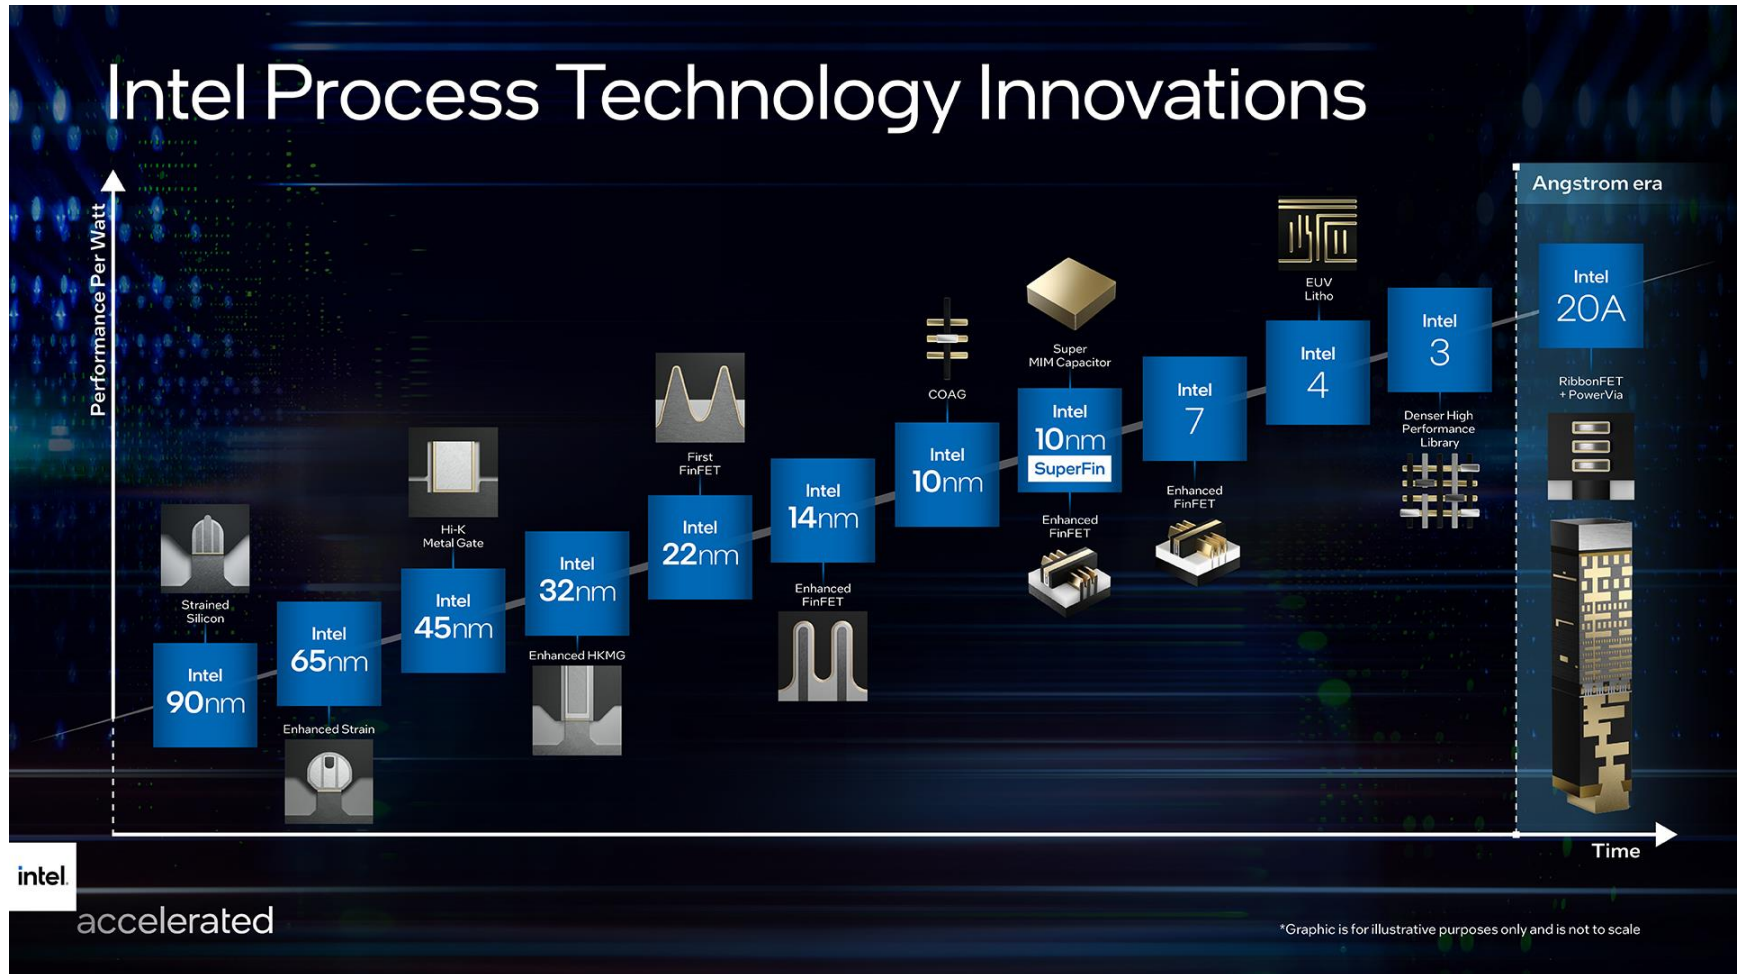 Intel Process Technology Innovations
Performance Per Watt
Strained
Silicon
Intel
90nm
Intel
65nm
Enhanced Strain
Hi-K
Metal Gate
Intel
45nm
Intel
32nm
Enhanced HKMG
First
FinFET
Intel
22nm
Intel
14nm
Enhanced
FinFET
COAG
Intel
10nm
Super
MIM Capacitor
Intel
10nm
SuperFin
Enhanced
FinFET
Intel
7
Enhanced
FinFET
EUV
Litho
Intel
4
Intel
3
Denser High
Performance
Library
Angstrom era
Intel
20A
RibbonFET
+ PowerVia
Time
intel.
accelerated
*Graphic is for illustrative purposes only and is not to scale